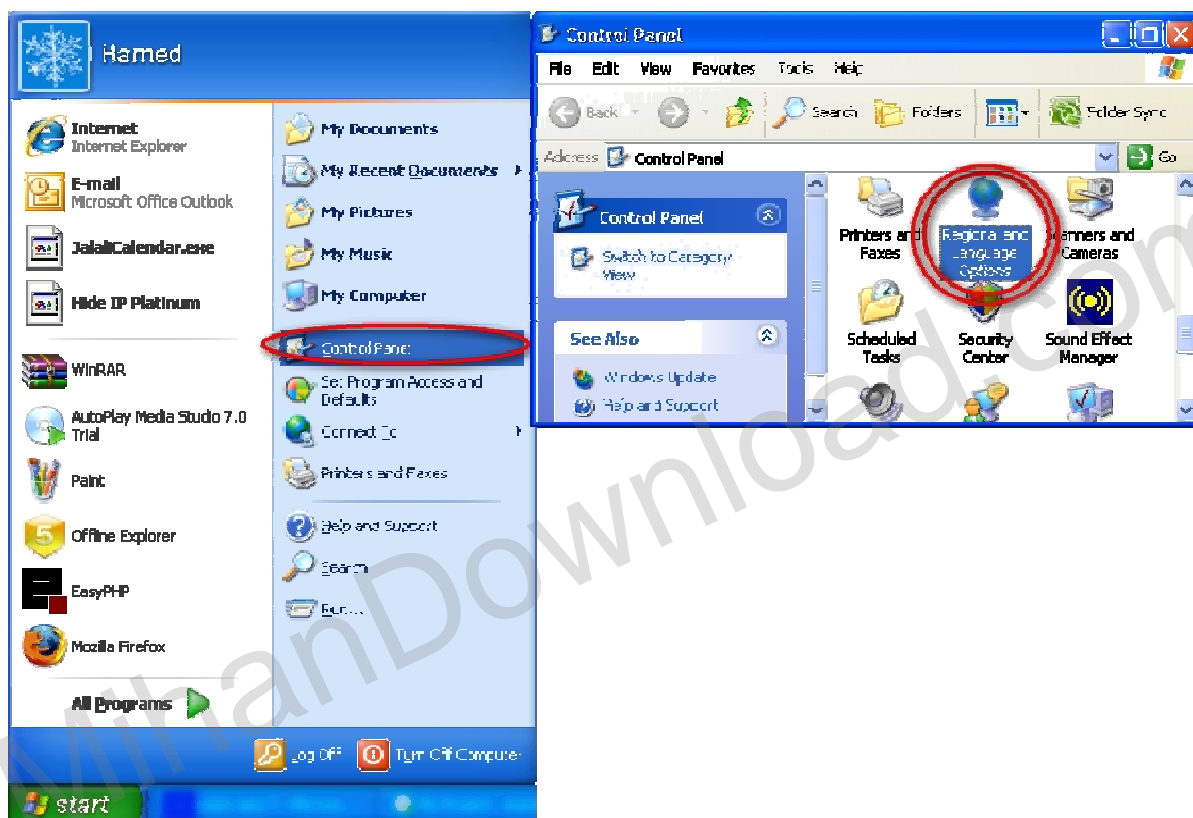 Hamed
Internet
Internet Explorer
E-mail
Microsoft Office Outlook
JalaliCalendar.exe
Hide IP Platinum
WinRAR
AutoPlay Media Studio 7.0
Trial
Paint
Offline Explorer
EasyPHP
Mozilla Firefox
All Programs
My Documents
My Recent Documents
My Pictures
My Music
My Computer
Control Panel
Set Program Access and
Defaults
Connect To
Printers and Faxes
Help and Support
Search
Run...
Log Off
Turn Off Computer
start
Control Panel
File Edit View Favorites Tools Help
Back Search Folders Folder Sync
Address Control Panel Go
Control Panel
Switch to Category
View
See Also
Windows Update
Help and Support
Printers and
Faxes
Regional and
Language
Options
Scanners and
Cameras
Scheduled
Tasks
Security
Center
Sound Effect
Manager
MihanDownload.com